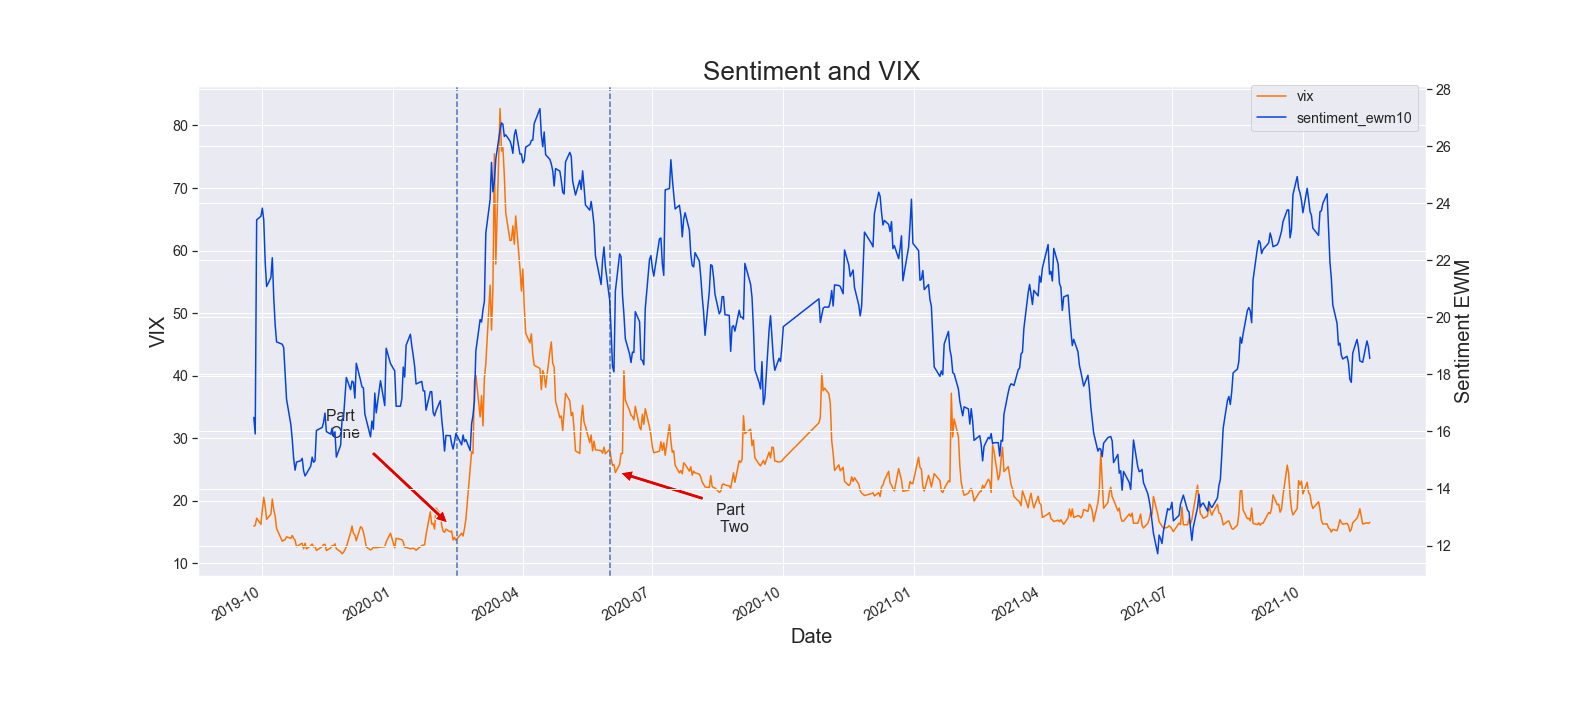 Sentiment and VIX
vix
sentiment_ewm10
VIX
80
70
60
50
40
30
20
10
28
26
24
22
20
18
16
14
12
Sentiment EWM
Part
One
Part
Two
2019-10
2020-01
2020-04
2020-07
2020-10
2021-01
2021-04
2021-07
2021-10
Date